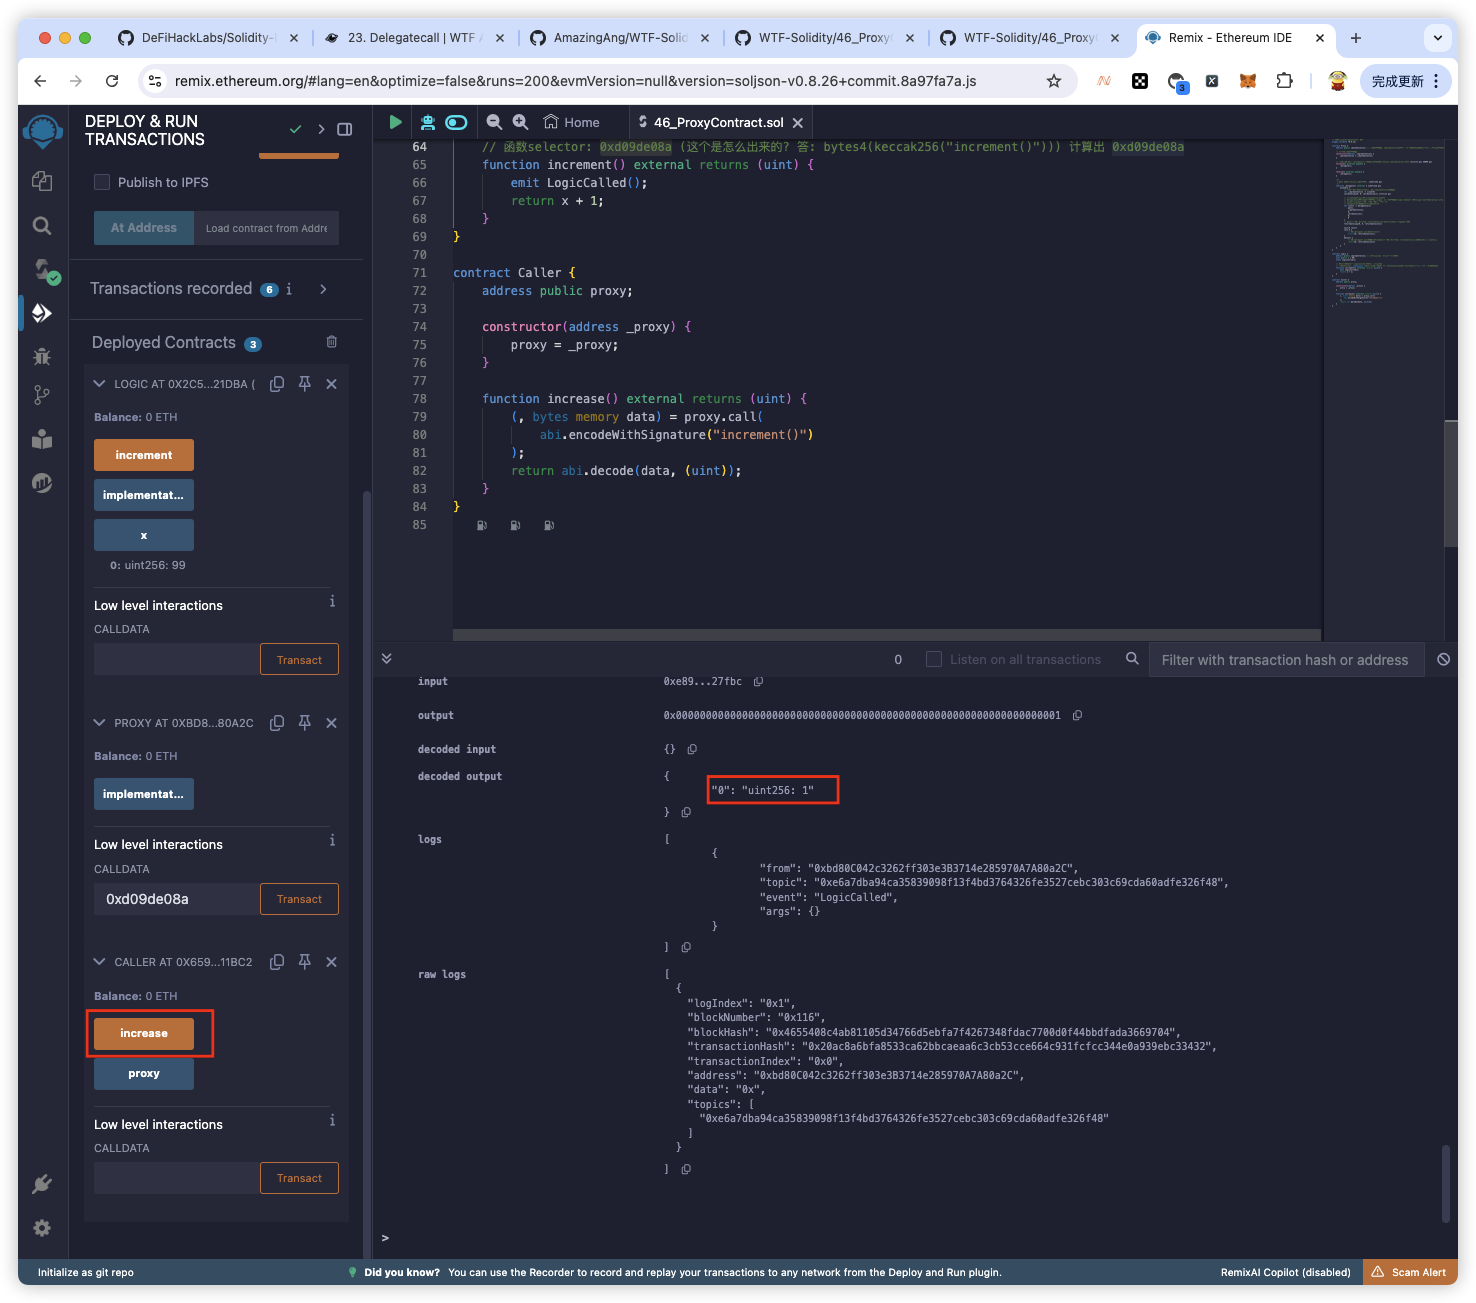 DeFiHackLabs/Solidity-
23. Delegatecall | WTF A
AmazingAng/WTF-Solid
WTF-Solidity/46_Proxy
WTF-Solidity/46_Proxy
Remix - Ethereum IDE
remix.ethereum.org/#lang=en&optimize=false&runs=200&evmVersion=null&version=soljson-v0.8.26+commit.8a97fa7a.js
3
完成更新
DEPLOY & RUN
TRANSACTIONS
Publish to IPFS
At Address
Load contract from Addre
Transactions recorded 6 i
Deployed Contracts 3
LOGIC AT 0X2C5...21DBA (
Balance: 0 ETH
increment
implementat...
x
0: uint256: 99
Low level interactions
i
CALLDATA
Transact
PROXY AT 0XBD8...80A2C
Balance: 0 ETH
implementat...
Low level interactions
i
CALLDATA
0xd09de08a
Transact
CALLER AT 0X659...11BC2
Balance: 0 ETH
increase
proxy
Low level interactions
i
CALLDATA
Transact
Home
46_ProxyContract.sol
64 // 函数selector: 0xd09de08a (这个是怎么出来的? 答: bytes4(keccak256("increment()"))) 计算出 0xd09de08a
65 function increment() external returns (uint) {
66 emit LogicCalled();
67 return x + 1;
68 }
69 }
70
71 contract Caller {
72 address public proxy;
73
74 constructor(address _proxy) {
75 proxy = _proxy;
76 }
77
78 function increase() external returns (uint) {
79 (, bytes memory data) = proxy.call(
80 abi.encodeWithSignature("increment()")
81 );
82 return abi.decode(data, (uint));
83 }
84 }
85
0
Listen on all transactions
Filter with transaction hash or address
input 0xe89...27fbc
output 0x0000000000000000000000000000000000000000000000000000000000000001
decoded input {}
decoded output {
"0": "uint256: 1"
}
logs [
{
"from": "0xbd80C042c3262ff303e3B3714e285970A7A80a2C",
"topic": "0xe6a7dba94ca35839098f13f4bd3764326fe3527cebc303c69cda60adfe326f48",
"event": "LogicCalled",
"args": {}
}
]
raw logs [
{
"logIndex": "0x1",
"blockNumber": "0x116",
"blockHash": "0x4655408c4ab81105d34766d5ebfa7f4267348fdac7700d0f44bbdfada3669704",
"transactionHash": "0x20ac8a6bfa8533ca62bbcaeaa6c3cb53cce664c931fcfcc344e0a939ebc33432",
"transactionIndex": "0x0",
"address": "0xbd80C042c3262ff303e3B3714e285970A7A80a2C",
"data": "0x",
"topics": [
"0xe6a7dba94ca35839098f13f4bd3764326fe3527cebc303c69cda60adfe326f48"
]
}
]
>
Initialize as git repo
Did you know? You can use the Recorder to record and replay your transactions to any network from the Deploy and Run plugin.
RemixAI Copilot (disabled)
Scam Alert